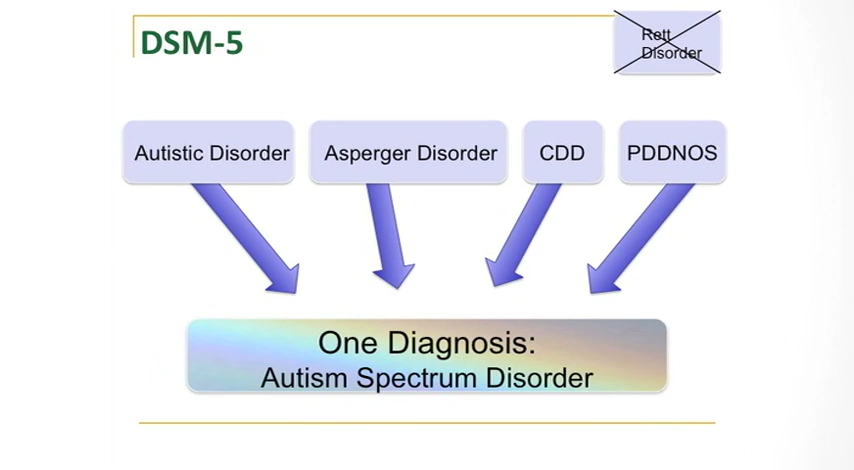 DSM-5
Rett
Disorder
Autistic Disorder
Asperger Disorder
CDD
PDDNOS
One Diagnosis:
Autism Spectrum Disorder